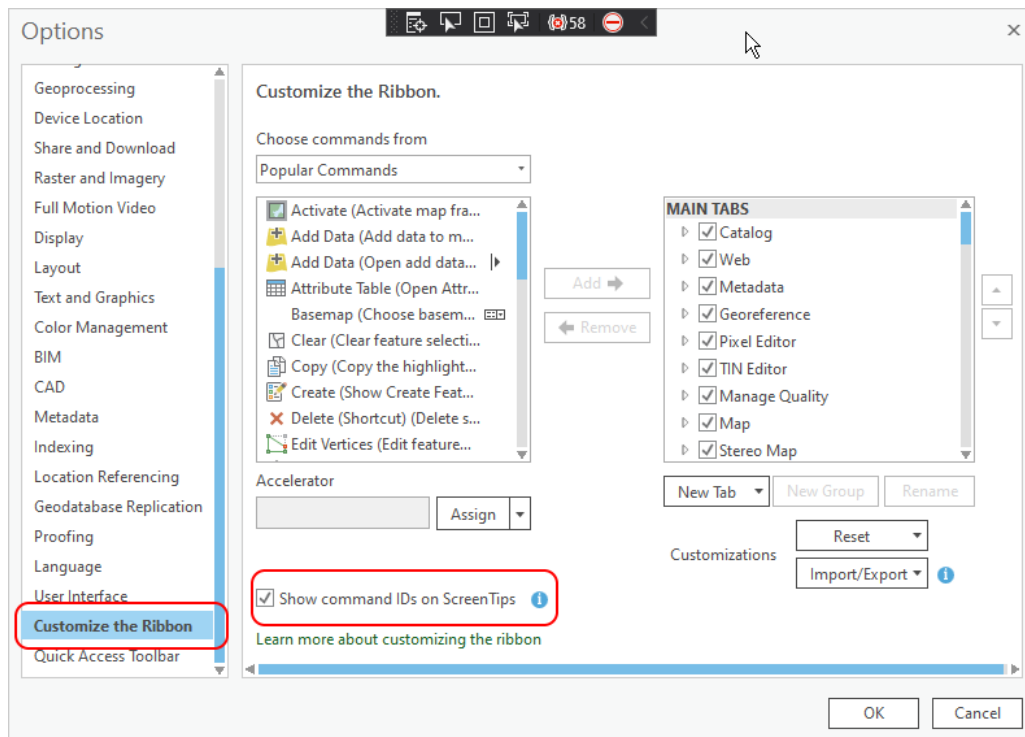 Options
58
Geoprocessing
Device Location
Share and Download
Raster and Imagery
Full Motion Video
Display
Layout
Text and Graphics
Color Management
BIM
CAD
Metadata
Indexing
Location Referencing
Geodatabase Replication
Proofing
Language
User Interface
Customize the Ribbon
Quick Access Toolbar
Customize the Ribbon.
Choose commands from
Popular Commands
Activate (Activate map fra...
Add Data (Add data to m...
Add Data (Open add data...
Attribute Table (Open Attr...
Basemap (Choose basem...
Clear (Clear feature selecti...
Copy (Copy the highlight...
Create (Show Create Feat...
Delete (Shortcut) (Delete s...
Edit Vertices (Edit feature...
Accelerator
Assign
Show command IDs on ScreenTips
Learn more about customizing the ribbon
Add
Remove
MAIN TABS
Catalog
Web
Metadata
Georeference
Pixel Editor
TIN Editor
Manage Quality
Map
Stereo Map
New Tab
New Group
Rename
Customizations
Reset
Import/Export
OK
Cancel